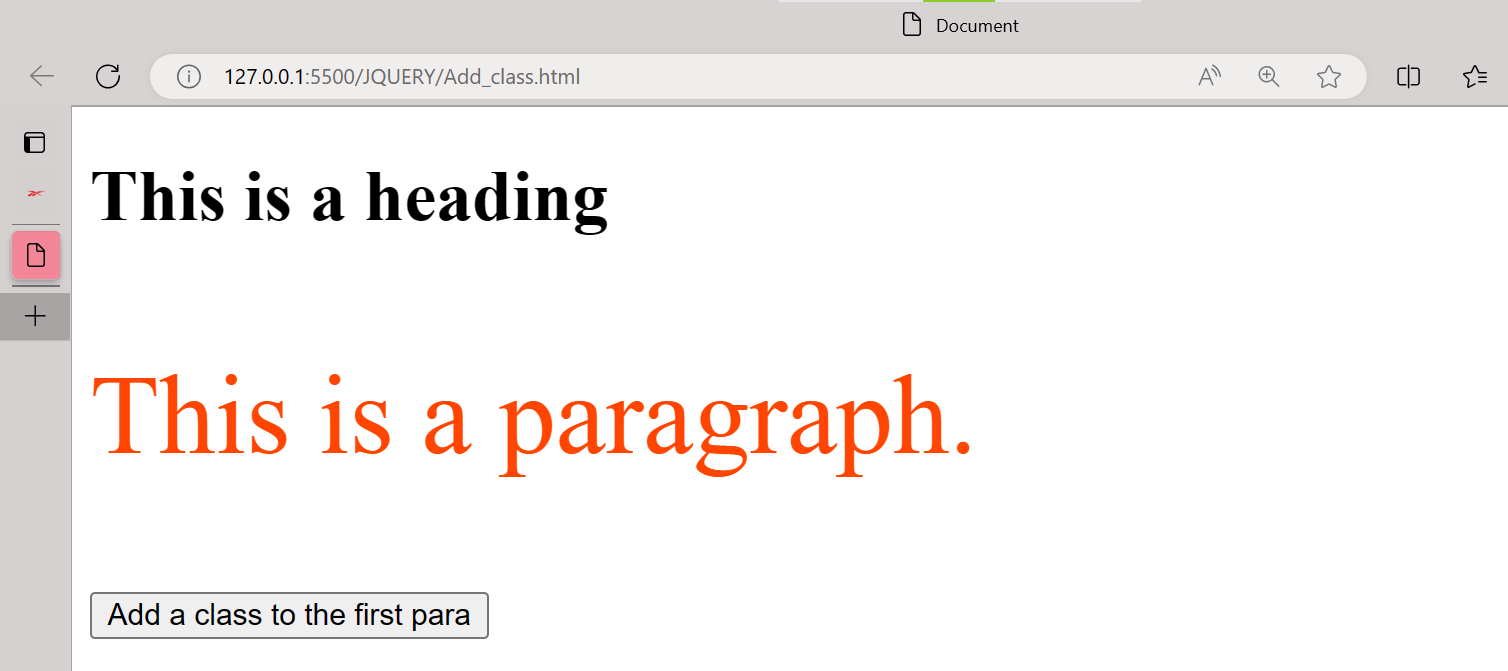 Document
127.0.0.1:5500/JQUERY/Add_class.html
This is a heading
This is a paragraph.
Add a class to the first para